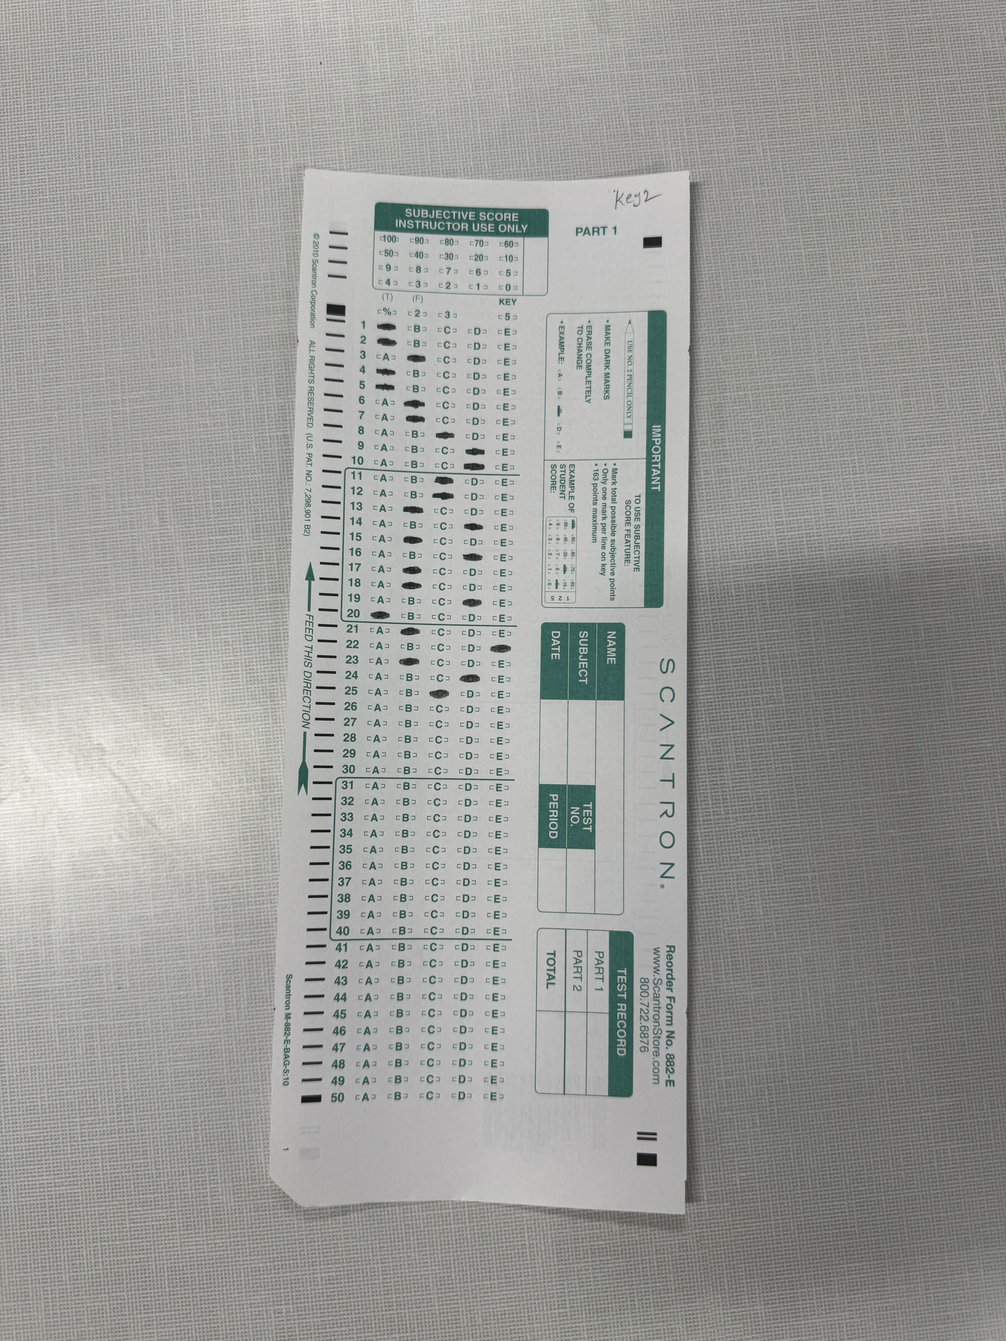 Key2
PART 1
SUBJECTIVE SCORE
INSTRUCTOR USE ONLY
100 90 80 70 60
50 40 30 20 10
9 8 7 6 5
4 3 2 1 0
(T) (F) KEY
% 2 3 5
1 B C D E
2 B C D E
3 A C D E
4 B C D E
5 B C D E
6 A C D E
7 A C D E
8 A B D E
9 A B C E
10 A B C E
11 A B D E
12 A B D E
13 A C D E
14 A B C E
15 A C D E
16 A B C E
17 A C D E
18 A C D E
19 A B C E
20 B C D E
21 A C D E
22 A B C D
23 A C D E
24 A B C E
25 A B D E
26 A B C D E
27 A B C D E
28 A B C D E
29 A B C D E
30 A B C D E
31 A B C D E
32 A B C D E
33 A B C D E
34 A B C D E
35 A B C D E
36 A B C D E
37 A B C D E
38 A B C D E
39 A B C D E
40 A B C D E
41 A B C D E
42 A B C D E
43 A B C D E
44 A B C D E
45 A B C D E
46 A B C D E
47 A B C D E
48 A B C D E
49 A B C D E
50 A B C D E
© 2010 Scantron Corporation ALL RIGHTS RESERVED. (U.S. PAT. NO.: 7,298,901 B2)
FEED THIS DIRECTION
Scantron M-882-E-BAG-5:10
1
IMPORTANT
USE NO. 2 PENCIL ONLY
• MAKE DARK MARKS
• ERASE COMPLETELY
TO CHANGE
• EXAMPLE: A B D E
TO USE SUBJECTIVE
SCORE FEATURE:
• Mark total possible subjective points
• Only one mark per line on key
• 163 points maximum
EXAMPLE OF
STUDENT
SCORE:
SCANTRON®
NAME
SUBJECT
TEST
NO.
DATE
PERIOD
Reorder Form No. 882-E
www.ScantronStore.com
800.722.6876
TEST RECORD
PART 1
PART 2
TOTAL